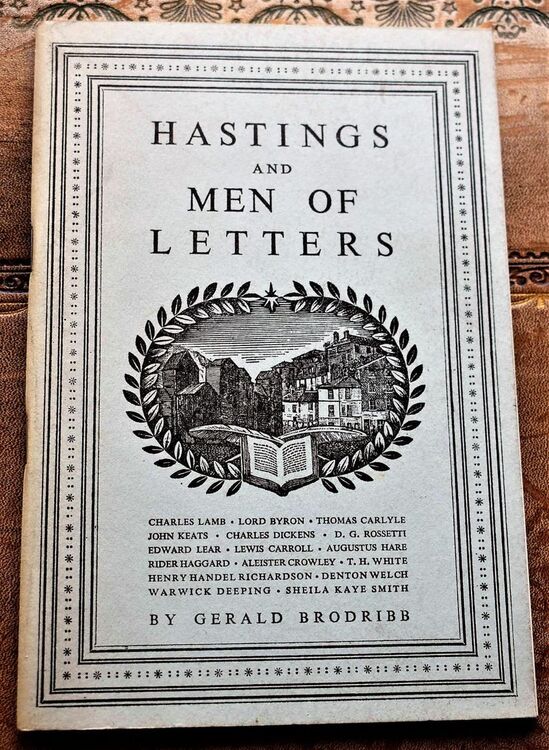 HASTINGS
AND
MEN OF
LETTERS
CHARLES LAMB • LORD BYRON • THOMAS CARLYLE
JOHN KEATS • CHARLES DICKENS • D. G. ROSSETTI
EDWARD LEAR • LEWIS CARROLL • AUGUSTUS HARE
RIDER HAGGARD • ALEISTER CROWLEY • T. H. WHITE
HENRY HANDEL RICHARDSON • DENTON WELCH
WARWICK DEEPING • SHEILA KAYE SMITH
BY GERALD BRODRIBB